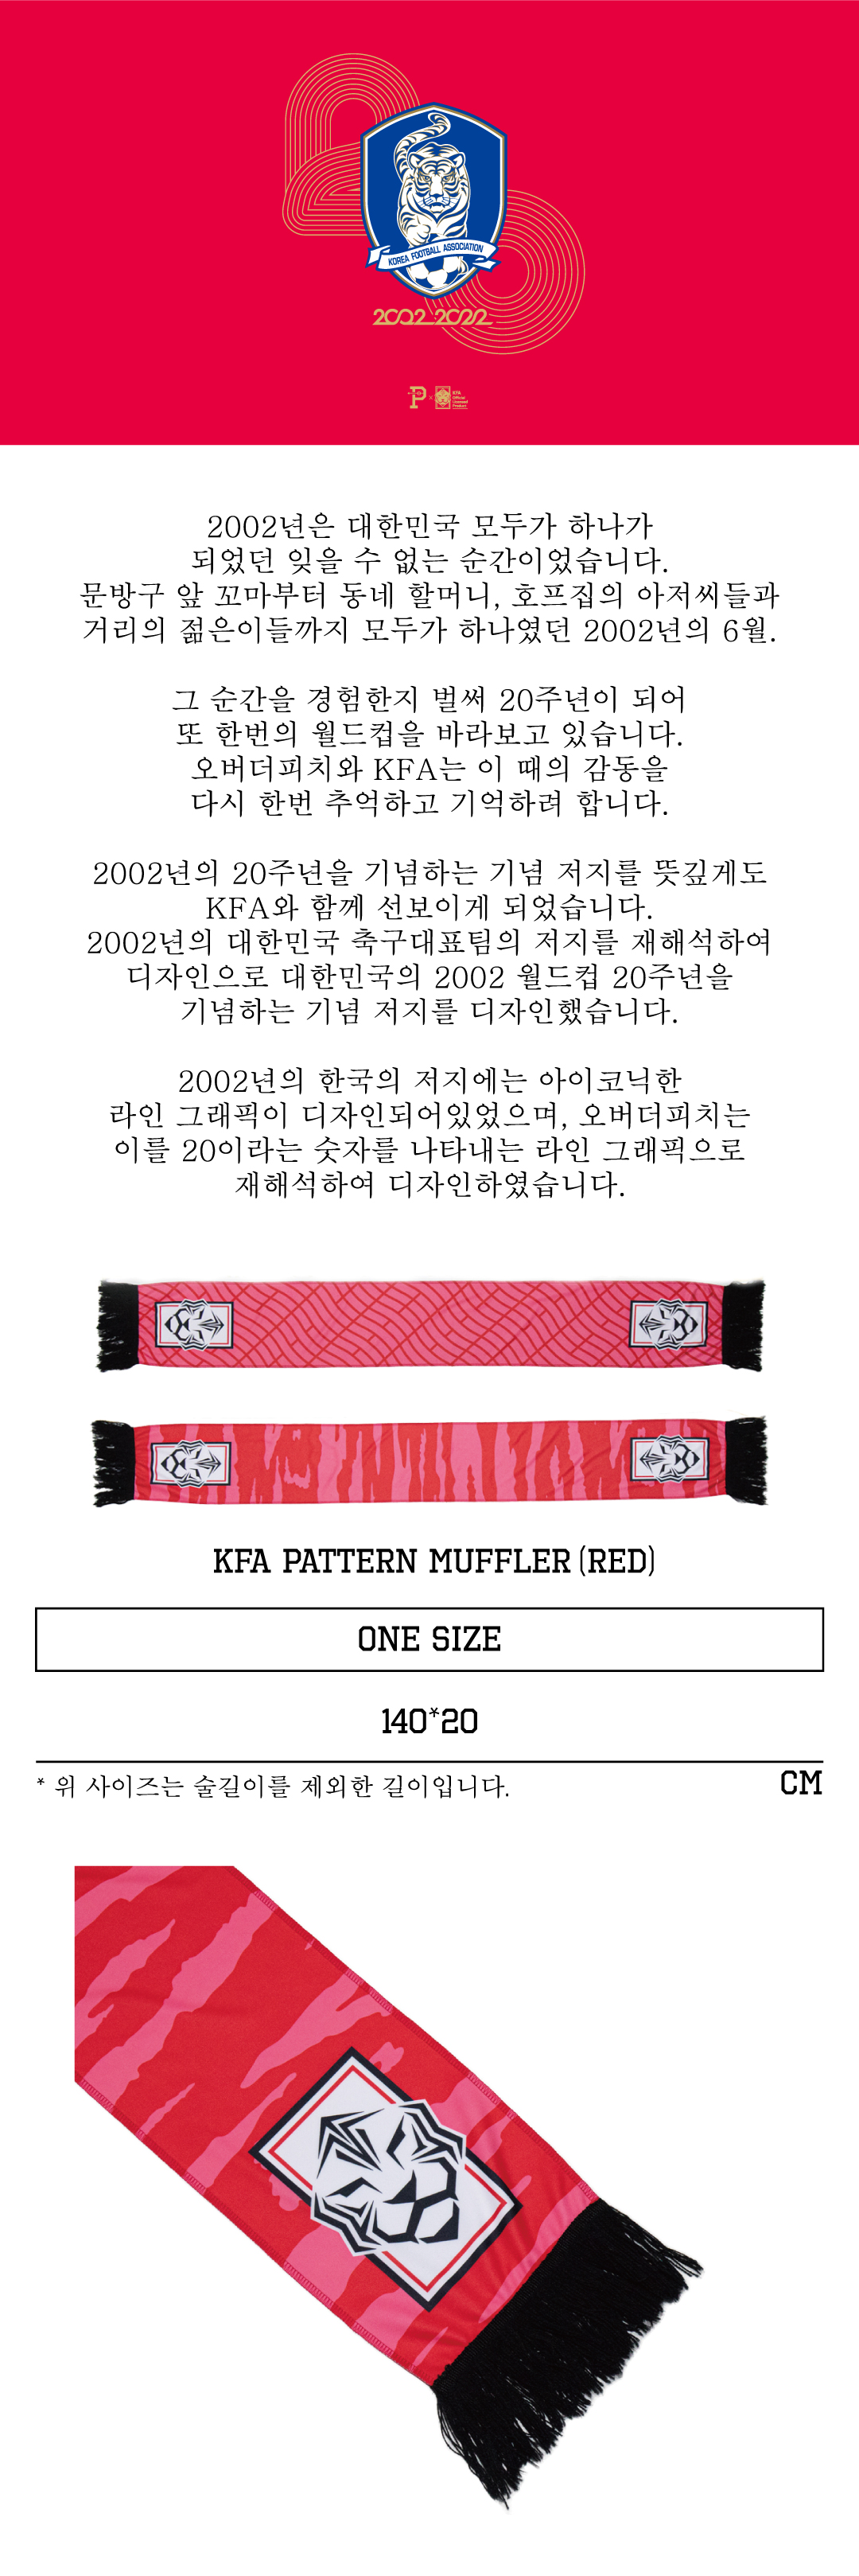 KOREA FOOTBALL ASSOCIATION
2002_2022
P
×
KFA
Official
Licensed
Product
2002년은 대한민국 모두가 하나가
되었던 잊을 수 없는 순간이었습니다.
문방구 앞 꼬마부터 동네 할머니, 호프집의 아저씨들과
거리의 젊은이들까지 모두가 하나였던 2002년의 6월.
그 순간을 경험한지 벌써 20주년이 되어
또 한번의 월드컵을 바라보고 있습니다.
오버더피치와 KFA는 이 때의 감동을
다시 한번 추억하고 기억하려 합니다.
2002년의 20주년을 기념하는 기념 저지를 뜻깊게도
KFA와 함께 선보이게 되었습니다.
2002년의 대한민국 축구대표팀의 저지를 재해석하여
디자인으로 대한민국의 2002 월드컵 20주년을
기념하는 기념 저지를 디자인했습니다.
2002년의 한국의 저지에는 아이코닉한
라인 그래픽이 디자인되어있었으며, 오버더피치는
이를 20이라는 숫자를 나타내는 라인 그래픽으로
재해석하여 디자인하였습니다.
KFA PATTERN MUFFLER (RED)
ONE SIZE
140*20
* 위 사이즈는 술길이를 제외한 길이입니다.
CM